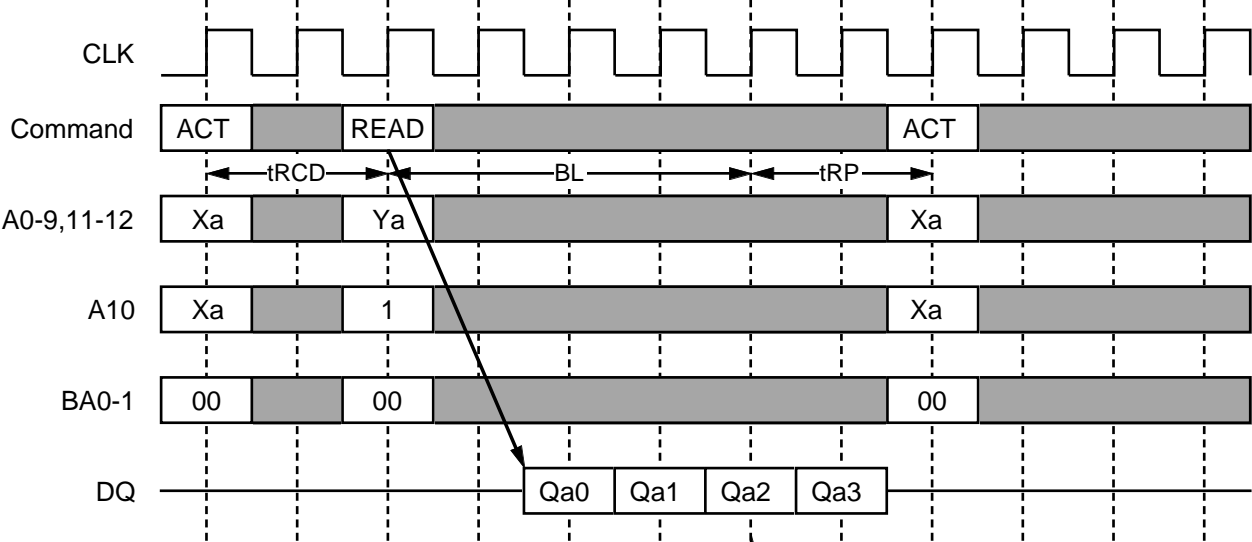 CLK
Command ACT READ ACT
tRCD BL tRP
A0-9,11-12 Xa Ya Xa
A10 Xa 1 Xa
BA0-1 00 00 00
DQ Qa0 Qa1 Qa2 Qa3